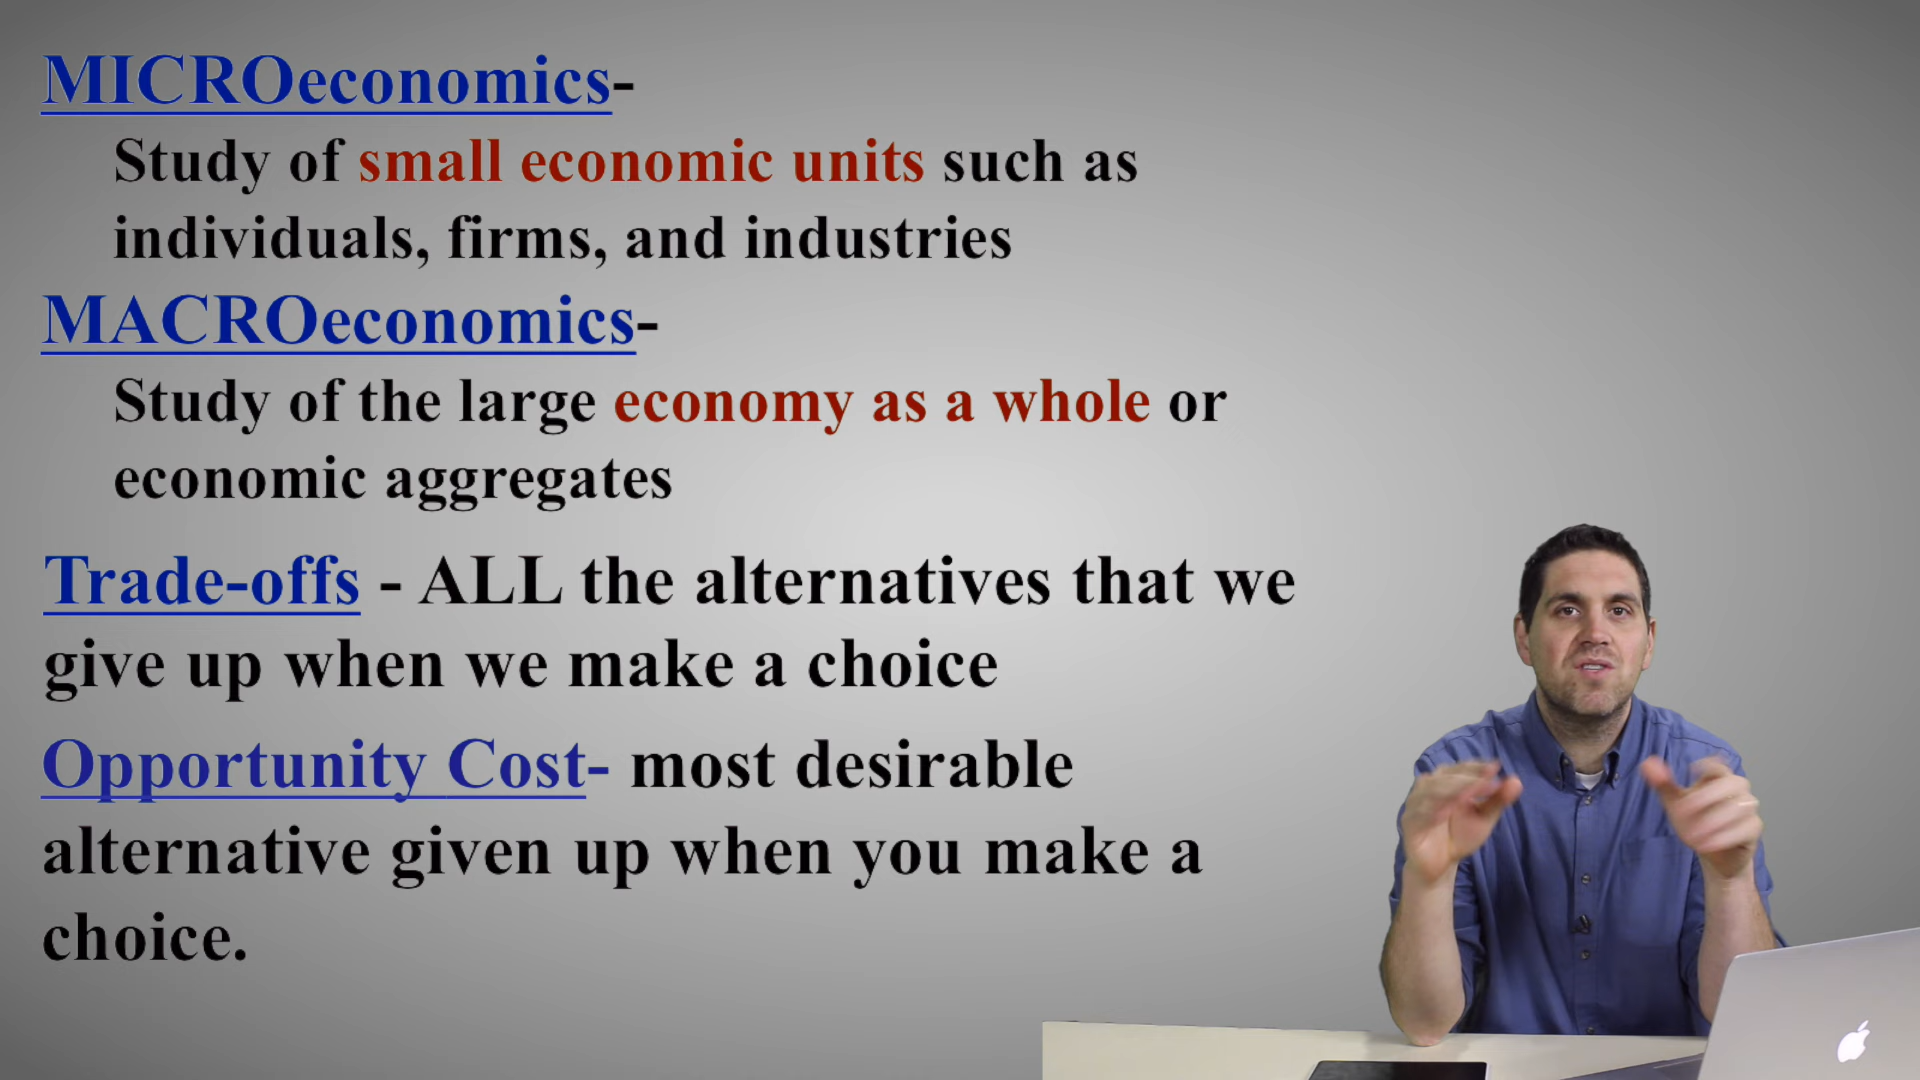 MICROeconomics-
Study of small economic units such as
individuals, firms, and industries
MACROeconomics-
Study of the large economy as a whole or
economic aggregates
Trade-offs - ALL the alternatives that we
give up when we make a choice
Opportunity Cost- most desirable
alternative given up when you make a
choice.